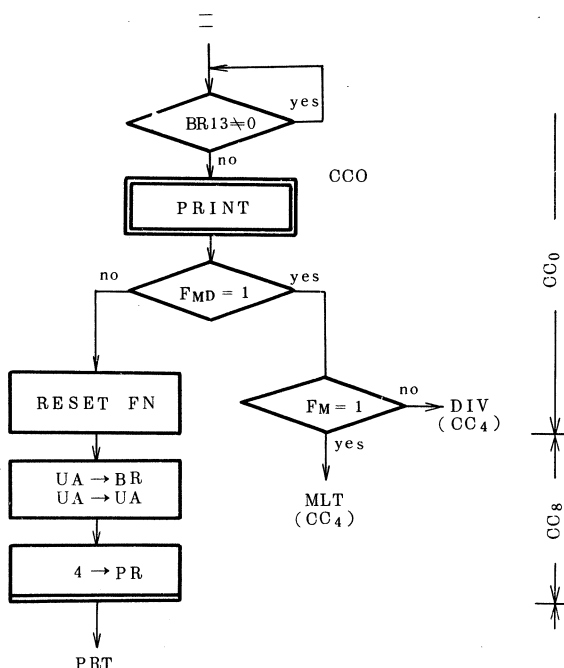 yes
BR13≠0
no
CCO
PRINT
no
yes
FMD = 1
CC0
RESET FN
FM = 1
no
DIV
(CC4)
yes
UA → BR
UA → UA
MLT
(CC4)
CC8
4 → PR
PRT